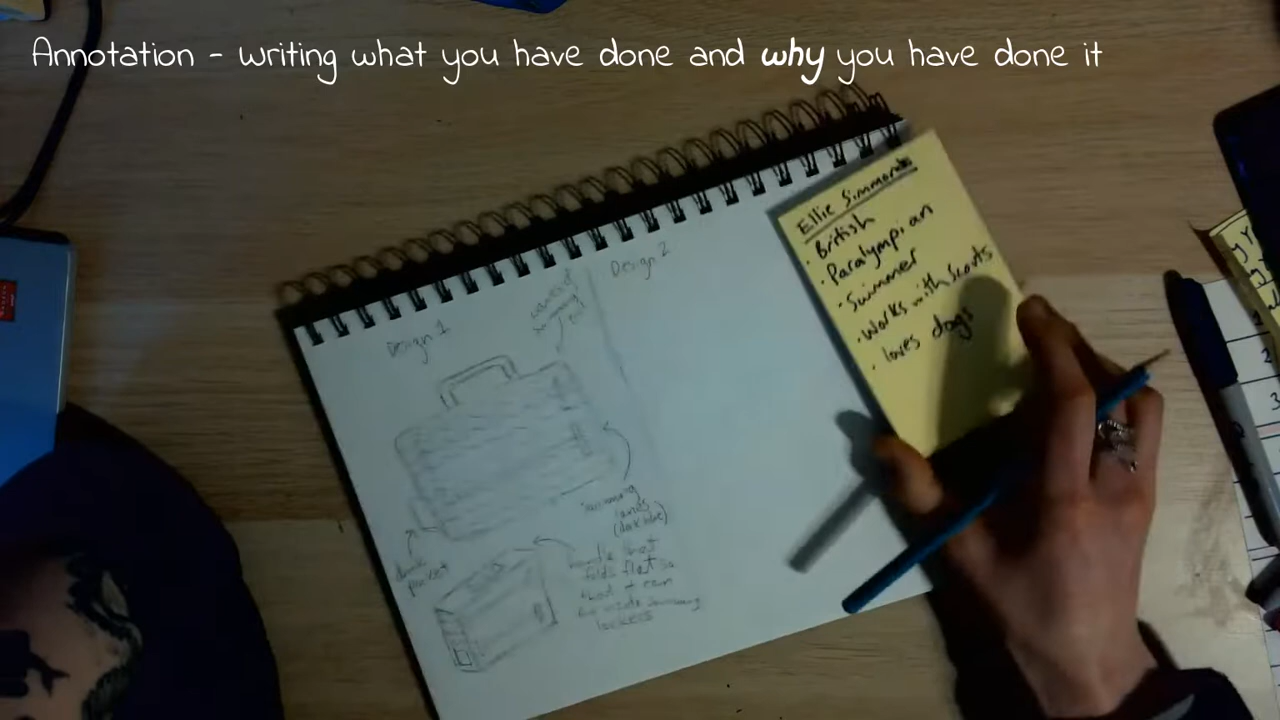 Annotation - writing what you have done and why you have done it
Ellie Simmonds
· British
· Paralympian
· Swimmer
· Works with Scouts
· loves dogs
Design 1
Design 2
swimming
lanes
(dark blue)
handle that
folds flat so
that it can
go inside swimming
lockers
pocket